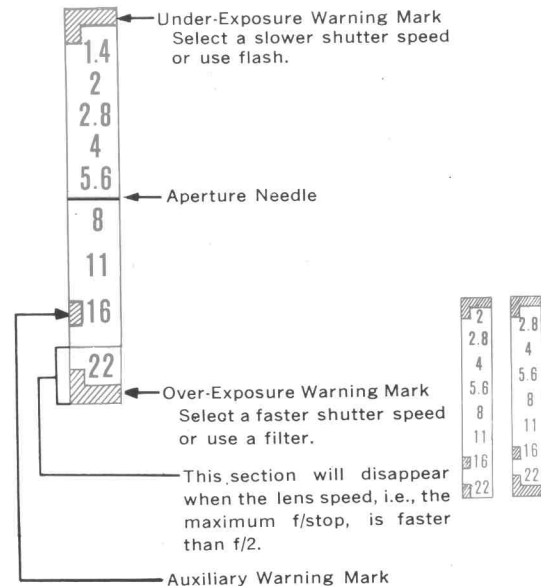 Under-Exposure Warning Mark
Select a slower shutter speed
or use flash.
1.4
2
2.8
4
5.6
Aperture Needle
8
11
16
22
Over-Exposure Warning Mark
Seleot a faster shutter speed
or use a filter.
This section will disappear
when the lens speed, i.e., the
maximum f/stop, is faster
than f/2.
Auxiliary Warning Mark
2
2.8
4
5.6
8
11
16
22
2.8
4
5.6
8
11
16
22